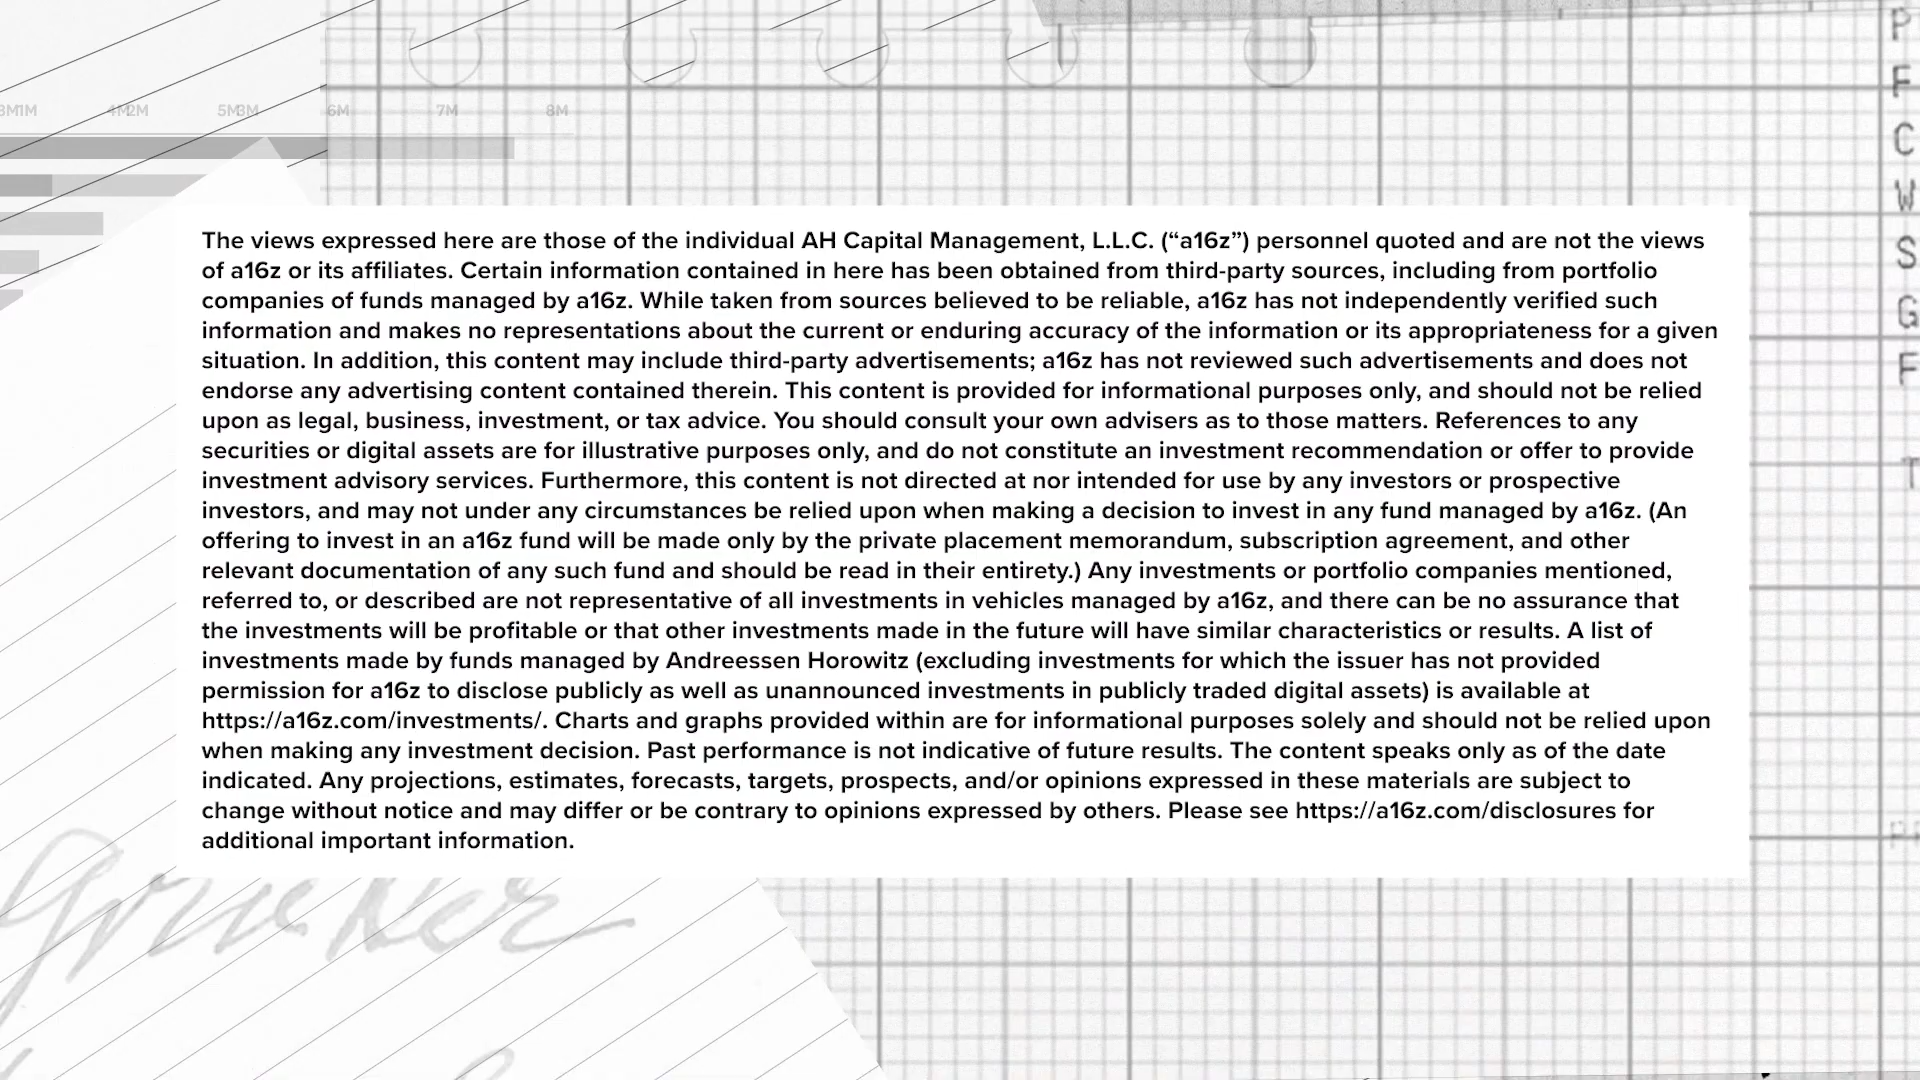 P
F
3M1M 4M2M 5M3M 6M 7M 8M
C
W
S
G
F
T
The views expressed here are those of the individual AH Capital Management, L.L.C. (“a16z”) personnel quoted and are not the views
of a16z or its affiliates. Certain information contained in here has been obtained from third-party sources, including from portfolio
companies of funds managed by a16z. While taken from sources believed to be reliable, a16z has not independently verified such
information and makes no representations about the current or enduring accuracy of the information or its appropriateness for a given
situation. In addition, this content may include third-party advertisements; a16z has not reviewed such advertisements and does not
endorse any advertising content contained therein. This content is provided for informational purposes only, and should not be relied
upon as legal, business, investment, or tax advice. You should consult your own advisers as to those matters. References to any
securities or digital assets are for illustrative purposes only, and do not constitute an investment recommendation or offer to provide
investment advisory services. Furthermore, this content is not directed at nor intended for use by any investors or prospective
investors, and may not under any circumstances be relied upon when making a decision to invest in any fund managed by a16z. (An
offering to invest in an a16z fund will be made only by the private placement memorandum, subscription agreement, and other
relevant documentation of any such fund and should be read in their entirety.) Any investments or portfolio companies mentioned,
referred to, or described are not representative of all investments in vehicles managed by a16z, and there can be no assurance that
the investments will be profitable or that other investments made in the future will have similar characteristics or results. A list of
investments made by funds managed by Andreessen Horowitz (excluding investments for which the issuer has not provided
permission for a16z to disclose publicly as well as unannounced investments in publicly traded digital assets) is available at
https://a16z.com/investments/. Charts and graphs provided within are for informational purposes solely and should not be relied upon
when making any investment decision. Past performance is not indicative of future results. The content speaks only as of the date
indicated. Any projections, estimates, forecasts, targets, prospects, and/or opinions expressed in these materials are subject to
change without notice and may differ or be contrary to opinions expressed by others. Please see https://a16z.com/disclosures for
additional important information.